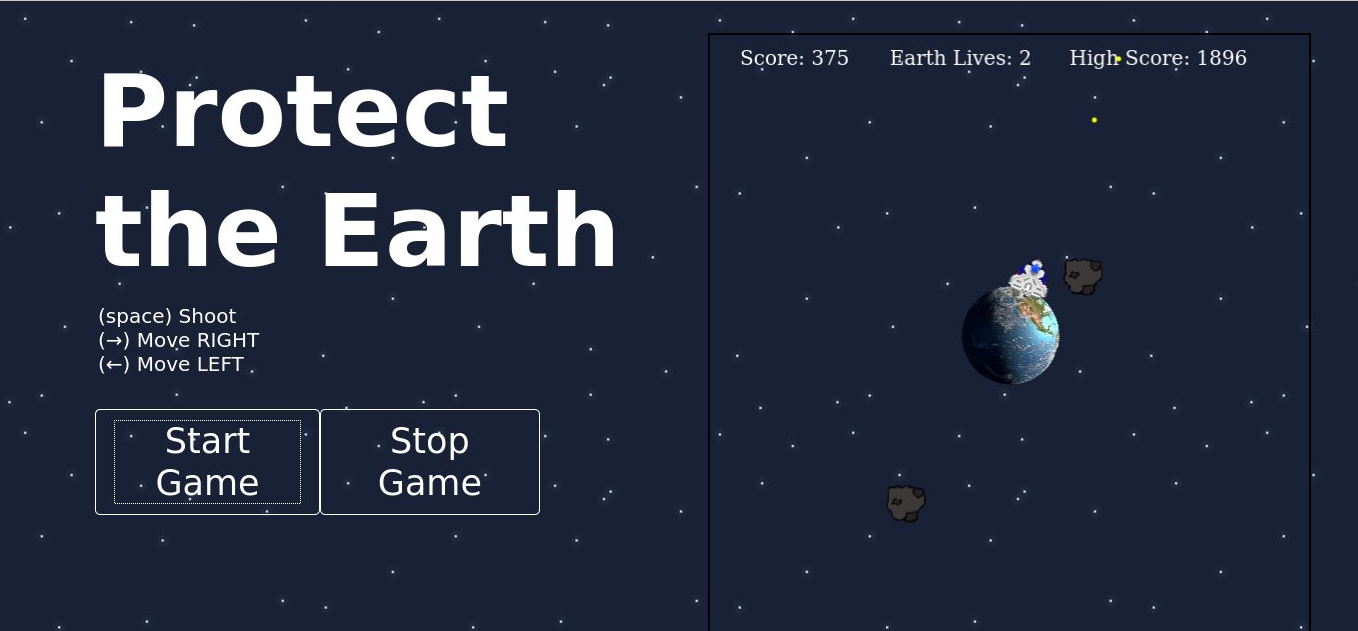 Protect
the Earth
(space) Shoot
(→) Move RIGHT
(←) Move LEFT
Start
Game
Stop
Game
Score: 375 Earth Lives: 2 High Score: 1896